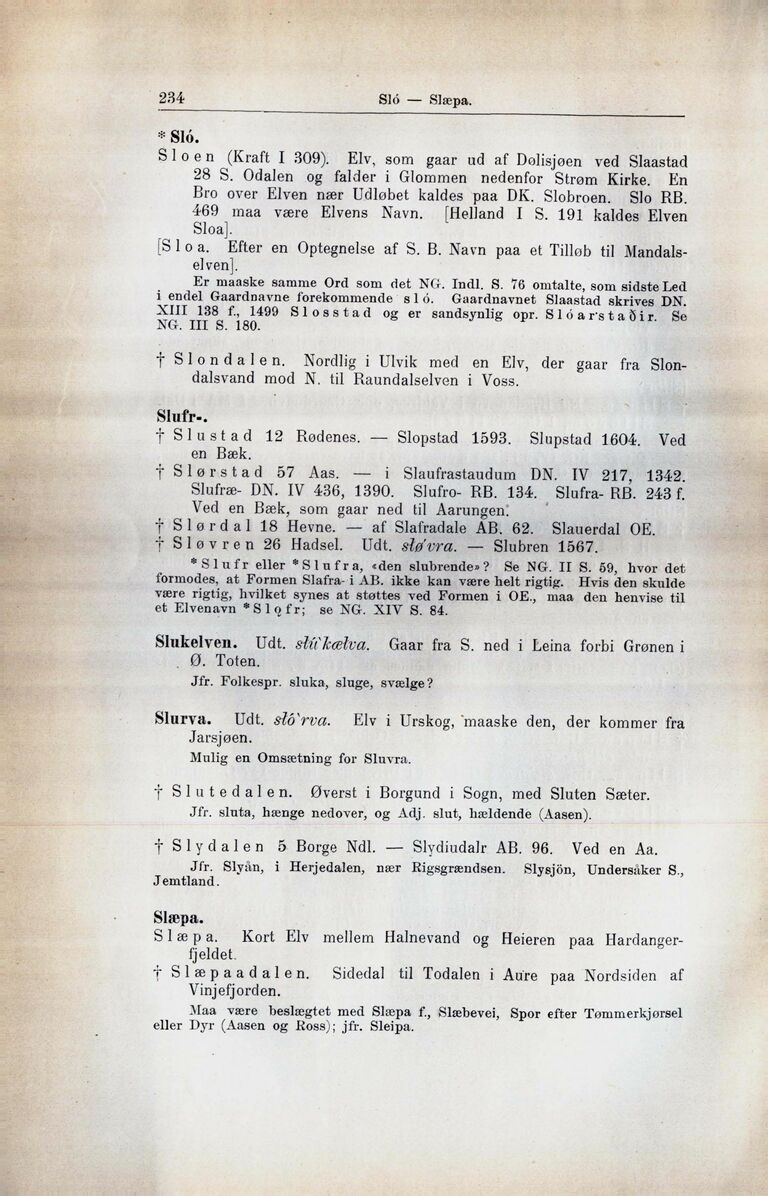 234 Sló — Slæpa.
* Sló.
Sloen (Kraft I 309). Elv, som gaar ud af Dølisjøen ved Slaastad
28 S. Odalen og falder i Glommen nedenfor Strøm Kirke. En
Bro over Elven nær Udløbet kaldes paa DK. Slobroen. Slo RB.
469 maa være Elvens Navn. [Helland I S. 191 kaldes Elven
Sloa].
[Sloa. Efter en Optegnelse af S. B. Navn paa et Tilløb til Mandals-
elven].
Er maaske samme Ord som det NG. Indl. S. 76 omtalte, som sidste Led
i endel Gaardnavne forekommende sló. Gaardnavnet Slaastad skrives DN.
XIII 138 f., 1499 Slosstad og er sandsynlig opr. Slóarstaðir. Se
NG. III S. 180.
† Slondalen. Nordlig i Ulvik med en Elv, der gaar fra Slon-
dalsvand mod N. til Raundalselven i Voss.
Slufr-.
† Slustad 12 Rødenes. — Slopstad 1593. Slupstad 1604. Ved
en Bæk.
† Slørstad 57 Aas. — i Slaufrastaudum DN. IV 217, 1342.
Slufræ- DN. IV 436, 1390. Slufro- RB. 134. Slufra- RB. 243 f.
Ved en Bæk, som gaar ned til Aarungen.
† Slørdal 18 Hevne. — af Slafradale AB. 62. Slauerdal OE.
† Sløvren 26 Hadsel. Udt. slø'vra. — Slubren 1567.
* Slufr eller * Slufra, «den slubrende»? Se NG. II S. 59, hvor det
formodes, at Formen Slafra- i AB. ikke kan være helt rigtig. Hvis den skulde
være rigtig, hvilket synes at støttes ved Formen i OE., maa den henvise til
et Elvenavn * Slǫfr; se NG. XIV S. 84.
Slukelven. Udt. słú`kælva. Gaar fra S. ned i Leina forbi Grønen i
Ø. Toten.
Jfr. Folkespr. sluka, sluge, svælge?
Slurva. Udt. słó`rva. Elv i Urskog, maaske den, der kommer fra
Jarsjøen.
Mulig en Omsætning for Sluvra.
† Slutedalen. Øverst i Borgund i Sogn, med Sluten Sæter.
Jfr. sluta, hænge nedover, og Adj. slut, hældende (Aasen).
† Slydalen 5 Borge Ndl. — Slydiudalr AB. 96. Ved en Aa.
Jfr. Slyån, i Herjedalen, nær Rigsgrændsen. Slysjön, Undersåker S.,
Jemtland.
Slæpa.
Slæpa. Kort Elv mellem Halnevand og Heieren paa Hardanger-
fjeldet.
† Slæpaadalen. Sidedal til Todalen i Aure paa Nordsiden af
Vinjefjorden.
Maa være beslægtet med Slæpa f., Slæbevei, Spor efter Tømmerkjørsel
eller Dyr (Aasen og Ross); jfr. Sleipa.